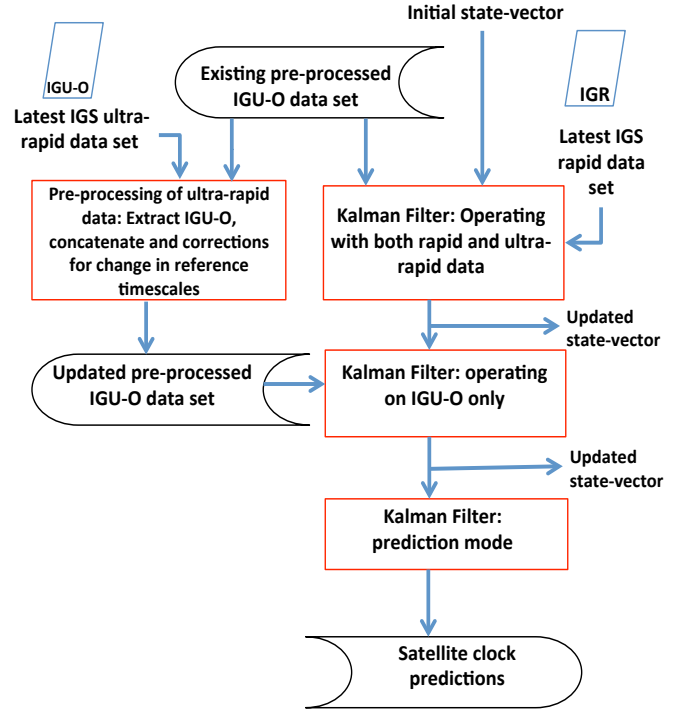 Initial state-vector
IGU-O
Existing pre-processed
IGU-O data set
IGR
Latest IGS ultra-
rapid data set
Latest IGS
rapid data
set
Pre-processing of ultra-rapid
data: Extract IGU-O,
concatenate and corrections
for change in reference
timescales
Kalman Filter: Operating
with both rapid and ultra-
rapid data
Updated
state-vector
Updated pre-processed
IGU-O data set
Kalman Filter: operating
on IGU-O only
Updated
state-vector
Kalman Filter:
prediction mode
Satellite clock
predictions